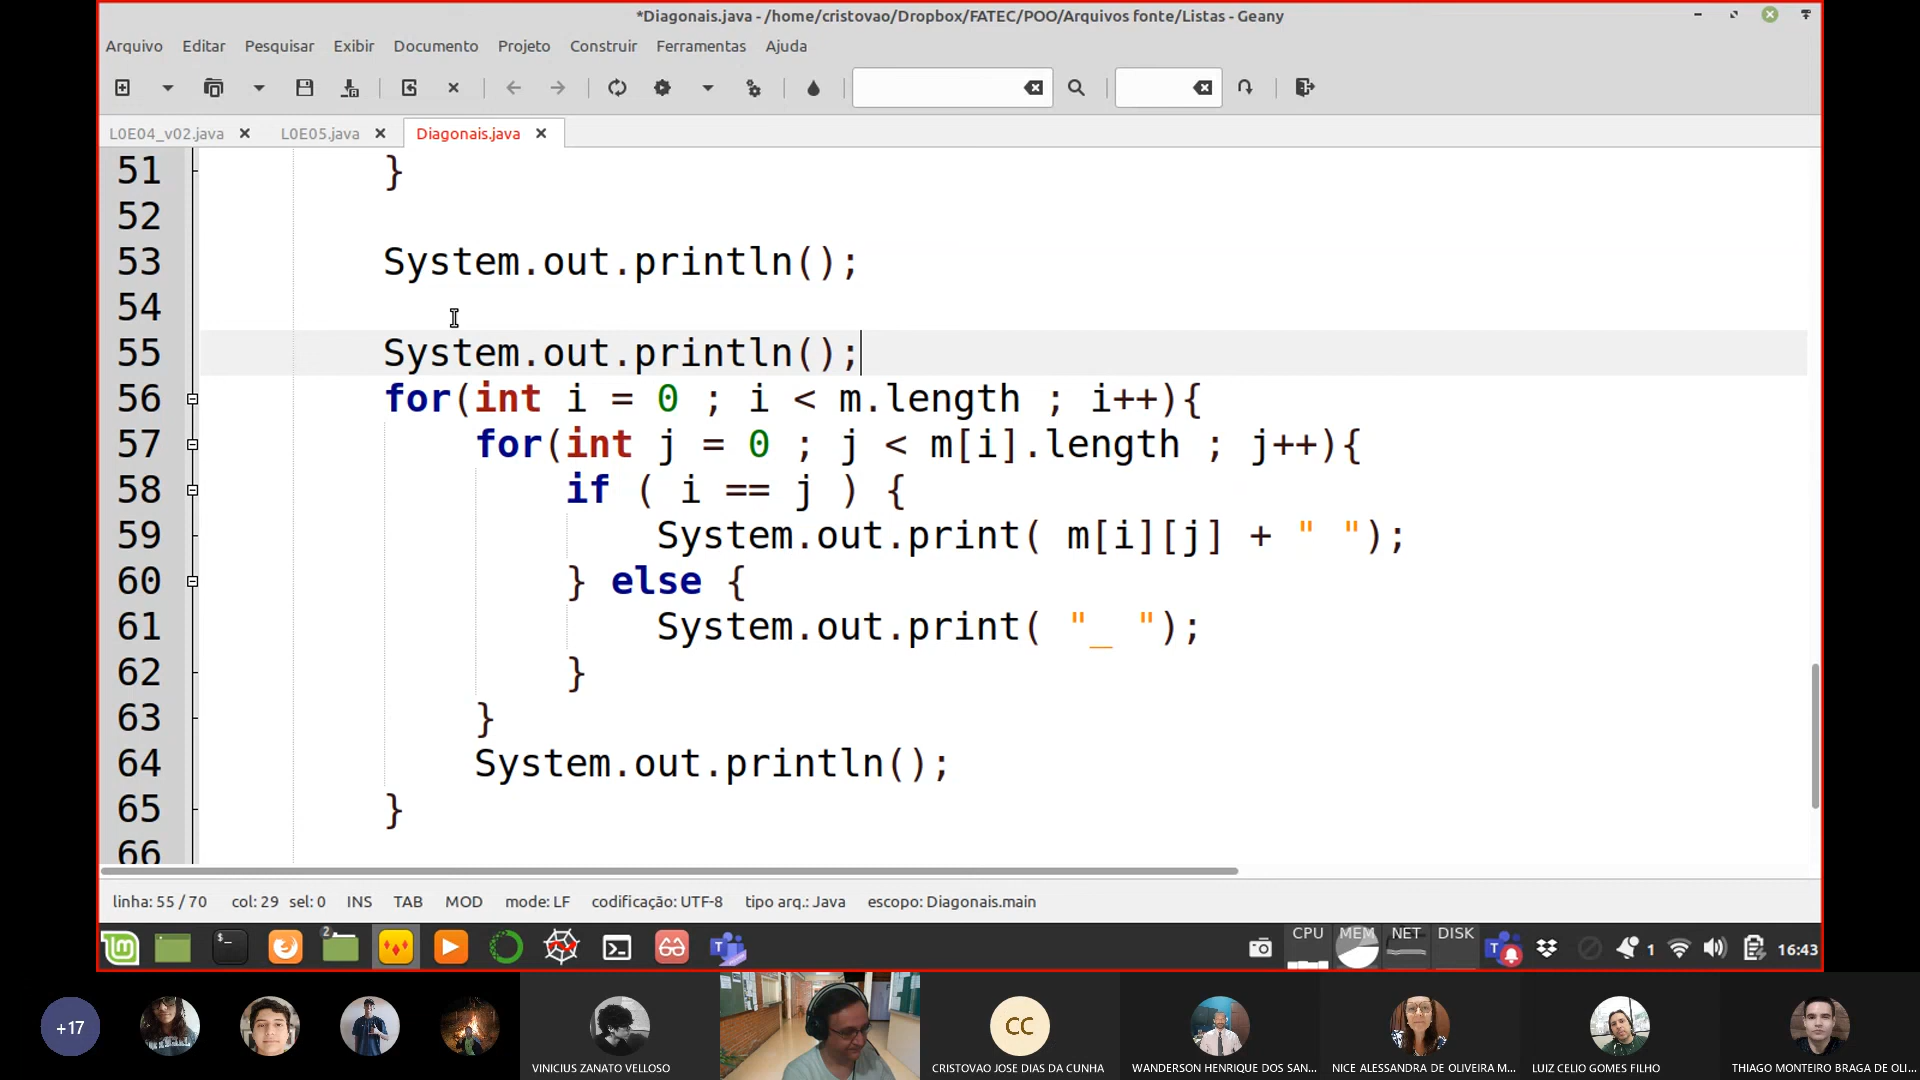 *Diagonais.java - /home/cristovao/Dropbox/FATEC/POO/Arquivos fonte/Listas - Geany
Arquivo Editar Pesquisar Exibir Documento Projeto Construir Ferramentas Ajuda
L0E04_v02.java L0E05.java Diagonais.java
51 }
52
53 System.out.println();
54
55 System.out.println();
56 for(int i = 0 ; i < m.length ; i++){
57 for(int j = 0 ; j < m[i].length ; j++){
58 if ( i == j ) {
59 System.out.print( m[i][j] + " ");
60 } else {
61 System.out.print( "_ ");
62 }
63 }
64 System.out.println();
65 }
66
linha: 55 / 70 col: 29 sel: 0 INS TAB MOD mode: LF codificação: UTF-8 tipo arq.: Java escopo: Diagonais.main
2 CPU MEM NET DISK 1 16:43
+17 CC
VINICIUS ZANATO VELLOSO CRISTOVAO JOSE DIAS DA CUNHA WANDERSON HENRIQUE DOS SAN... NICE ALESSANDRA DE OLIVEIRA M... LUIZ CELIO GOMES FILHO THIAGO MONTEIRO BRAGA DE OLI...